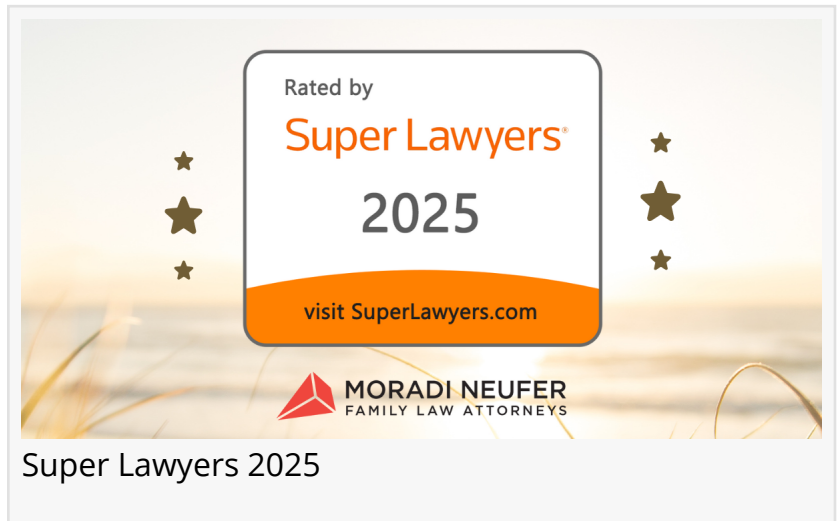 Rated by
Super Lawyers®
2025
visit SuperLawyers.com
MORADI NEUFER
FAMILY LAW ATTORNEYS
Super Lawyers 2025